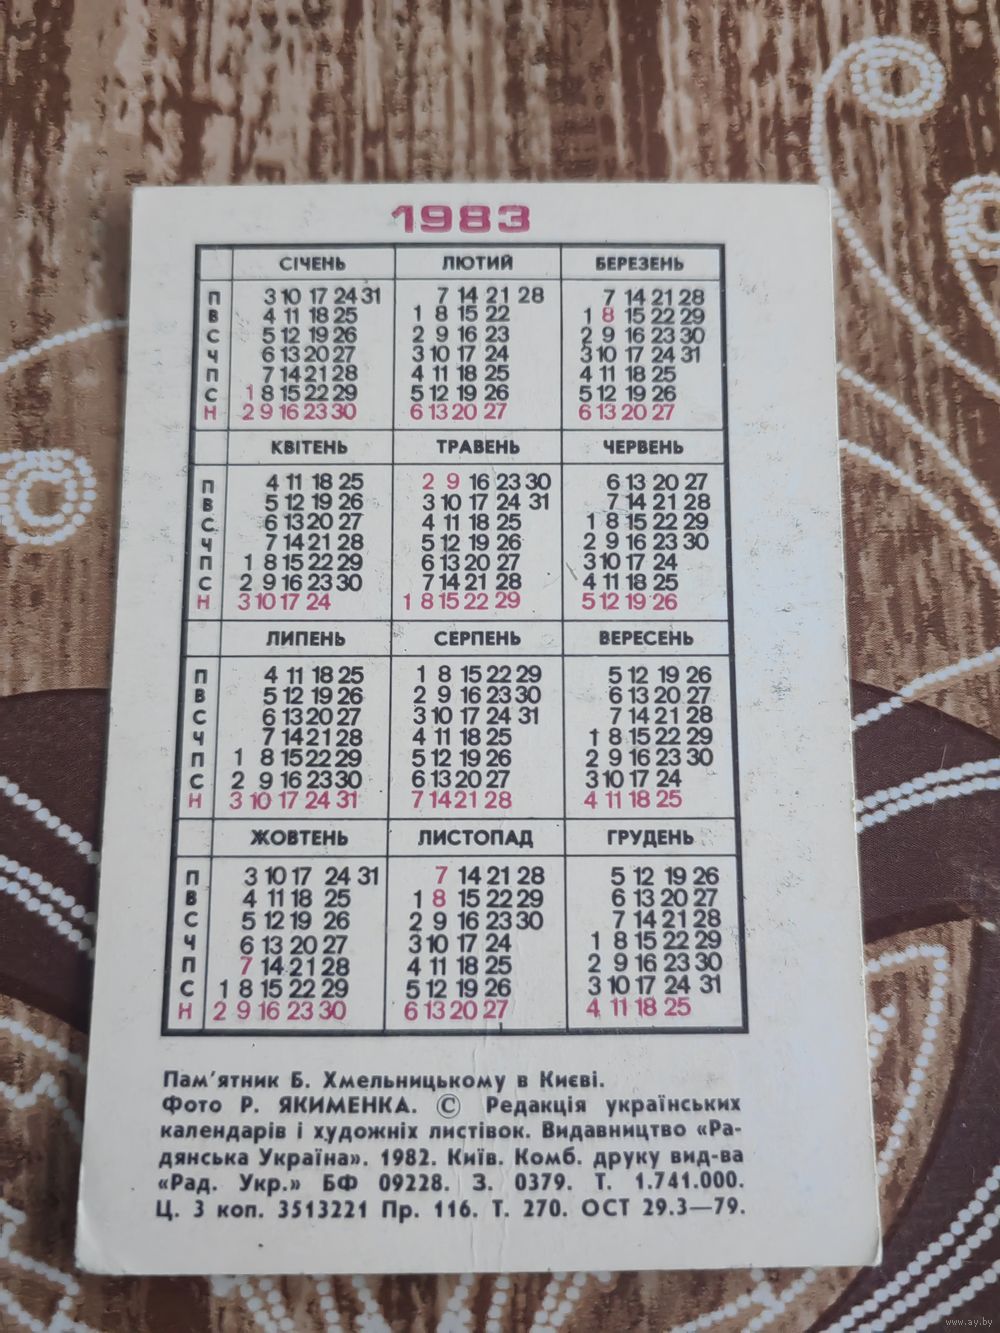 1983
СІЧЕНЬ ЛЮТИЙ БЕРЕЗЕНЬ
П 3 10 17 24 31 7 14 21 28 7 14 21 28
В 4 11 18 25 1 8 15 22 1 8 15 22 29
С 5 12 19 26 2 9 16 23 2 9 16 23 30
Ч 6 13 20 27 3 10 17 24 3 10 17 24 31
П 7 14 21 28 4 11 18 25 4 11 18 25
С 1 8 15 22 29 5 12 19 26 5 12 19 26
Н 2 9 16 23 30 6 13 20 27 6 13 20 27
КВІТЕНЬ ТРАВЕНЬ ЧЕРВЕНЬ
П 4 11 18 25 2 9 16 23 30 6 13 20 27
В 5 12 19 26 3 10 17 24 31 7 14 21 28
С 6 13 20 27 4 11 18 25 1 8 15 22 29
Ч 7 14 21 28 5 12 19 26 2 9 16 23 30
П 1 8 15 22 29 6 13 20 27 3 10 17 24
С 2 9 16 23 30 7 14 21 28 4 11 18 25
Н 3 10 17 24 1 8 15 22 29 5 12 19 26
ЛИПЕНЬ СЕРПЕНЬ ВЕРЕСЕНЬ
П 4 11 18 25 1 8 15 22 29 5 12 19 26
В 5 12 19 26 2 9 16 23 30 6 13 20 27
С 6 13 20 27 3 10 17 24 31 7 14 21 28
Ч 7 14 21 28 4 11 18 25 1 8 15 22 29
П 1 8 15 22 29 5 12 19 26 2 9 16 23 30
С 2 9 16 23 30 6 13 20 27 3 10 17 24
Н 3 10 17 24 31 7 14 21 28 4 11 18 25
ЖОВТЕНЬ ЛИСТОПАД ГРУДЕНЬ
П 3 10 17 24 31 7 14 21 28 5 12 19 26
В 4 11 18 25 1 8 15 22 29 6 13 20 27
С 5 12 19 26 2 9 16 23 30 7 14 21 28
Ч 6 13 20 27 3 10 17 24 1 8 15 22 29
П 7 14 21 28 4 11 18 25 2 9 16 23 30
С 1 8 15 22 29 5 12 19 26 3 10 17 24 31
Н 2 9 16 23 30 6 13 20 27 4 11 18 25
Пам'ятник Б. Хмельницькому в Києві.
Фото Р. ЯКИМЕНКА. © Редакція українських
календарів і художніх листівок. Видавництво «Ра-
дянська Україна». 1982. Київ. Комб. друку вид-ва
«Рад. Укр.» БФ 09228. З. 0379. Т. 1.741.000.
Ц. 3 коп. 3513221 Пр. 116. Т. 270. ОСТ 29.3—79.
www.ay.by